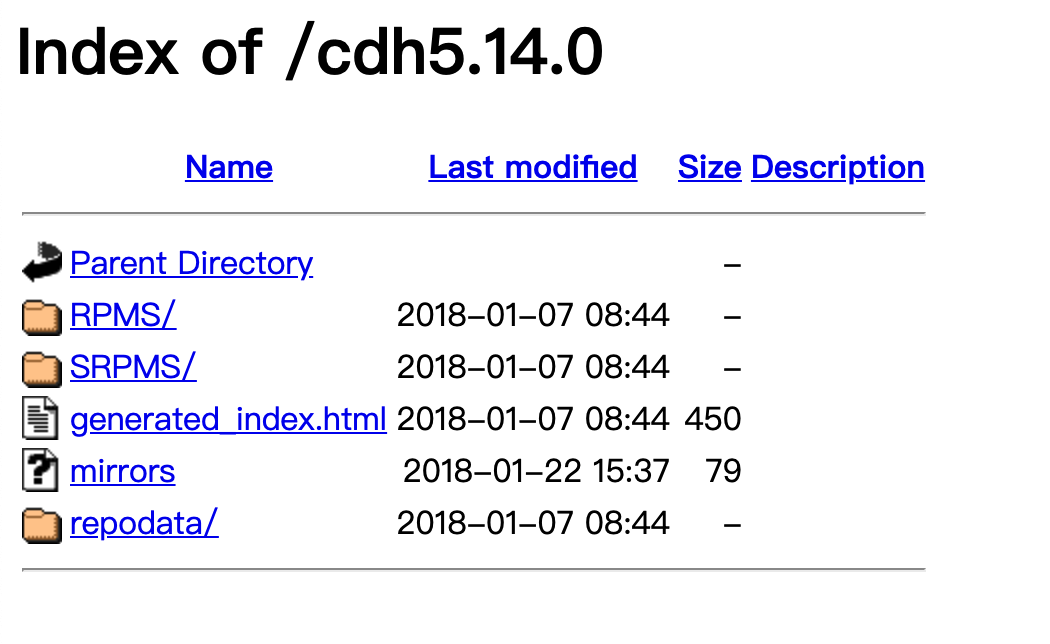 Index of /cdh5.14.0
Name Last modified Size Description
Parent Directory –
RPMS/ 2018–01–07 08:44 –
SRPMS/ 2018–01–07 08:44 –
generated_index.html 2018–01–07 08:44 450
mirrors 2018–01–22 15:37 79
repodata/ 2018–01–07 08:44 –